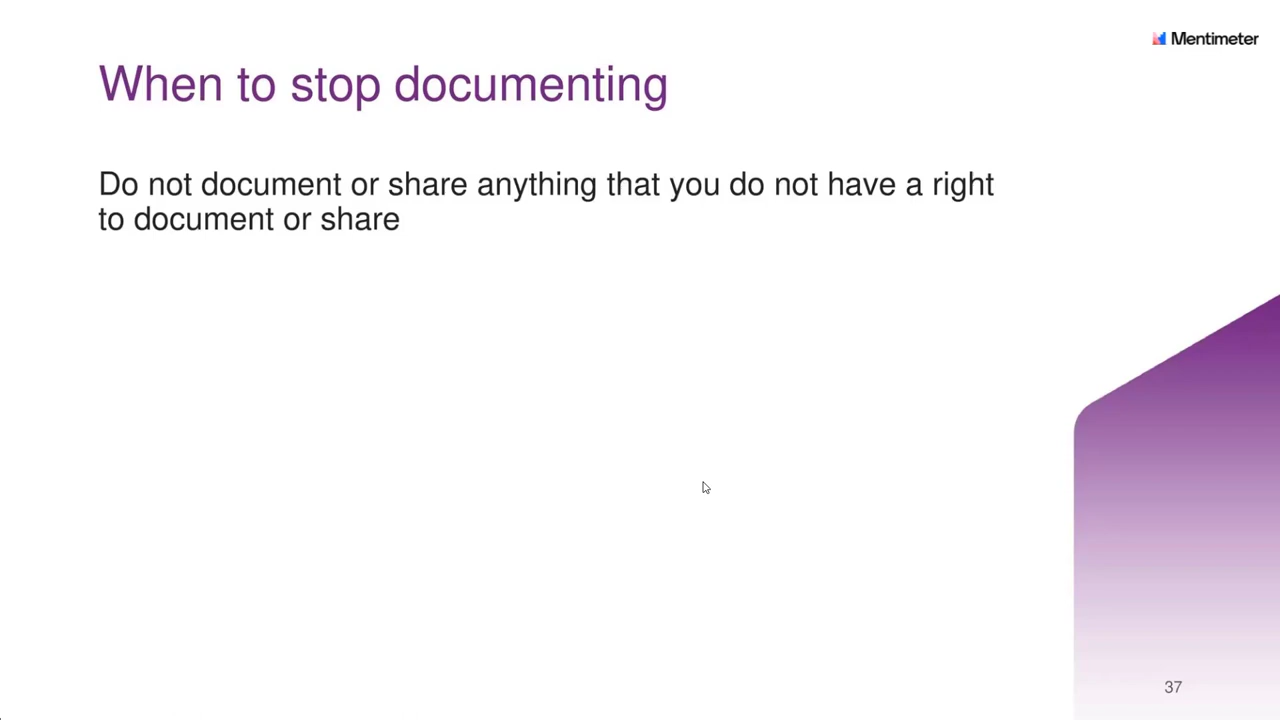 Mentimeter
When to stop documenting
Do not document or share anything that you do not have a right
to document or share
37